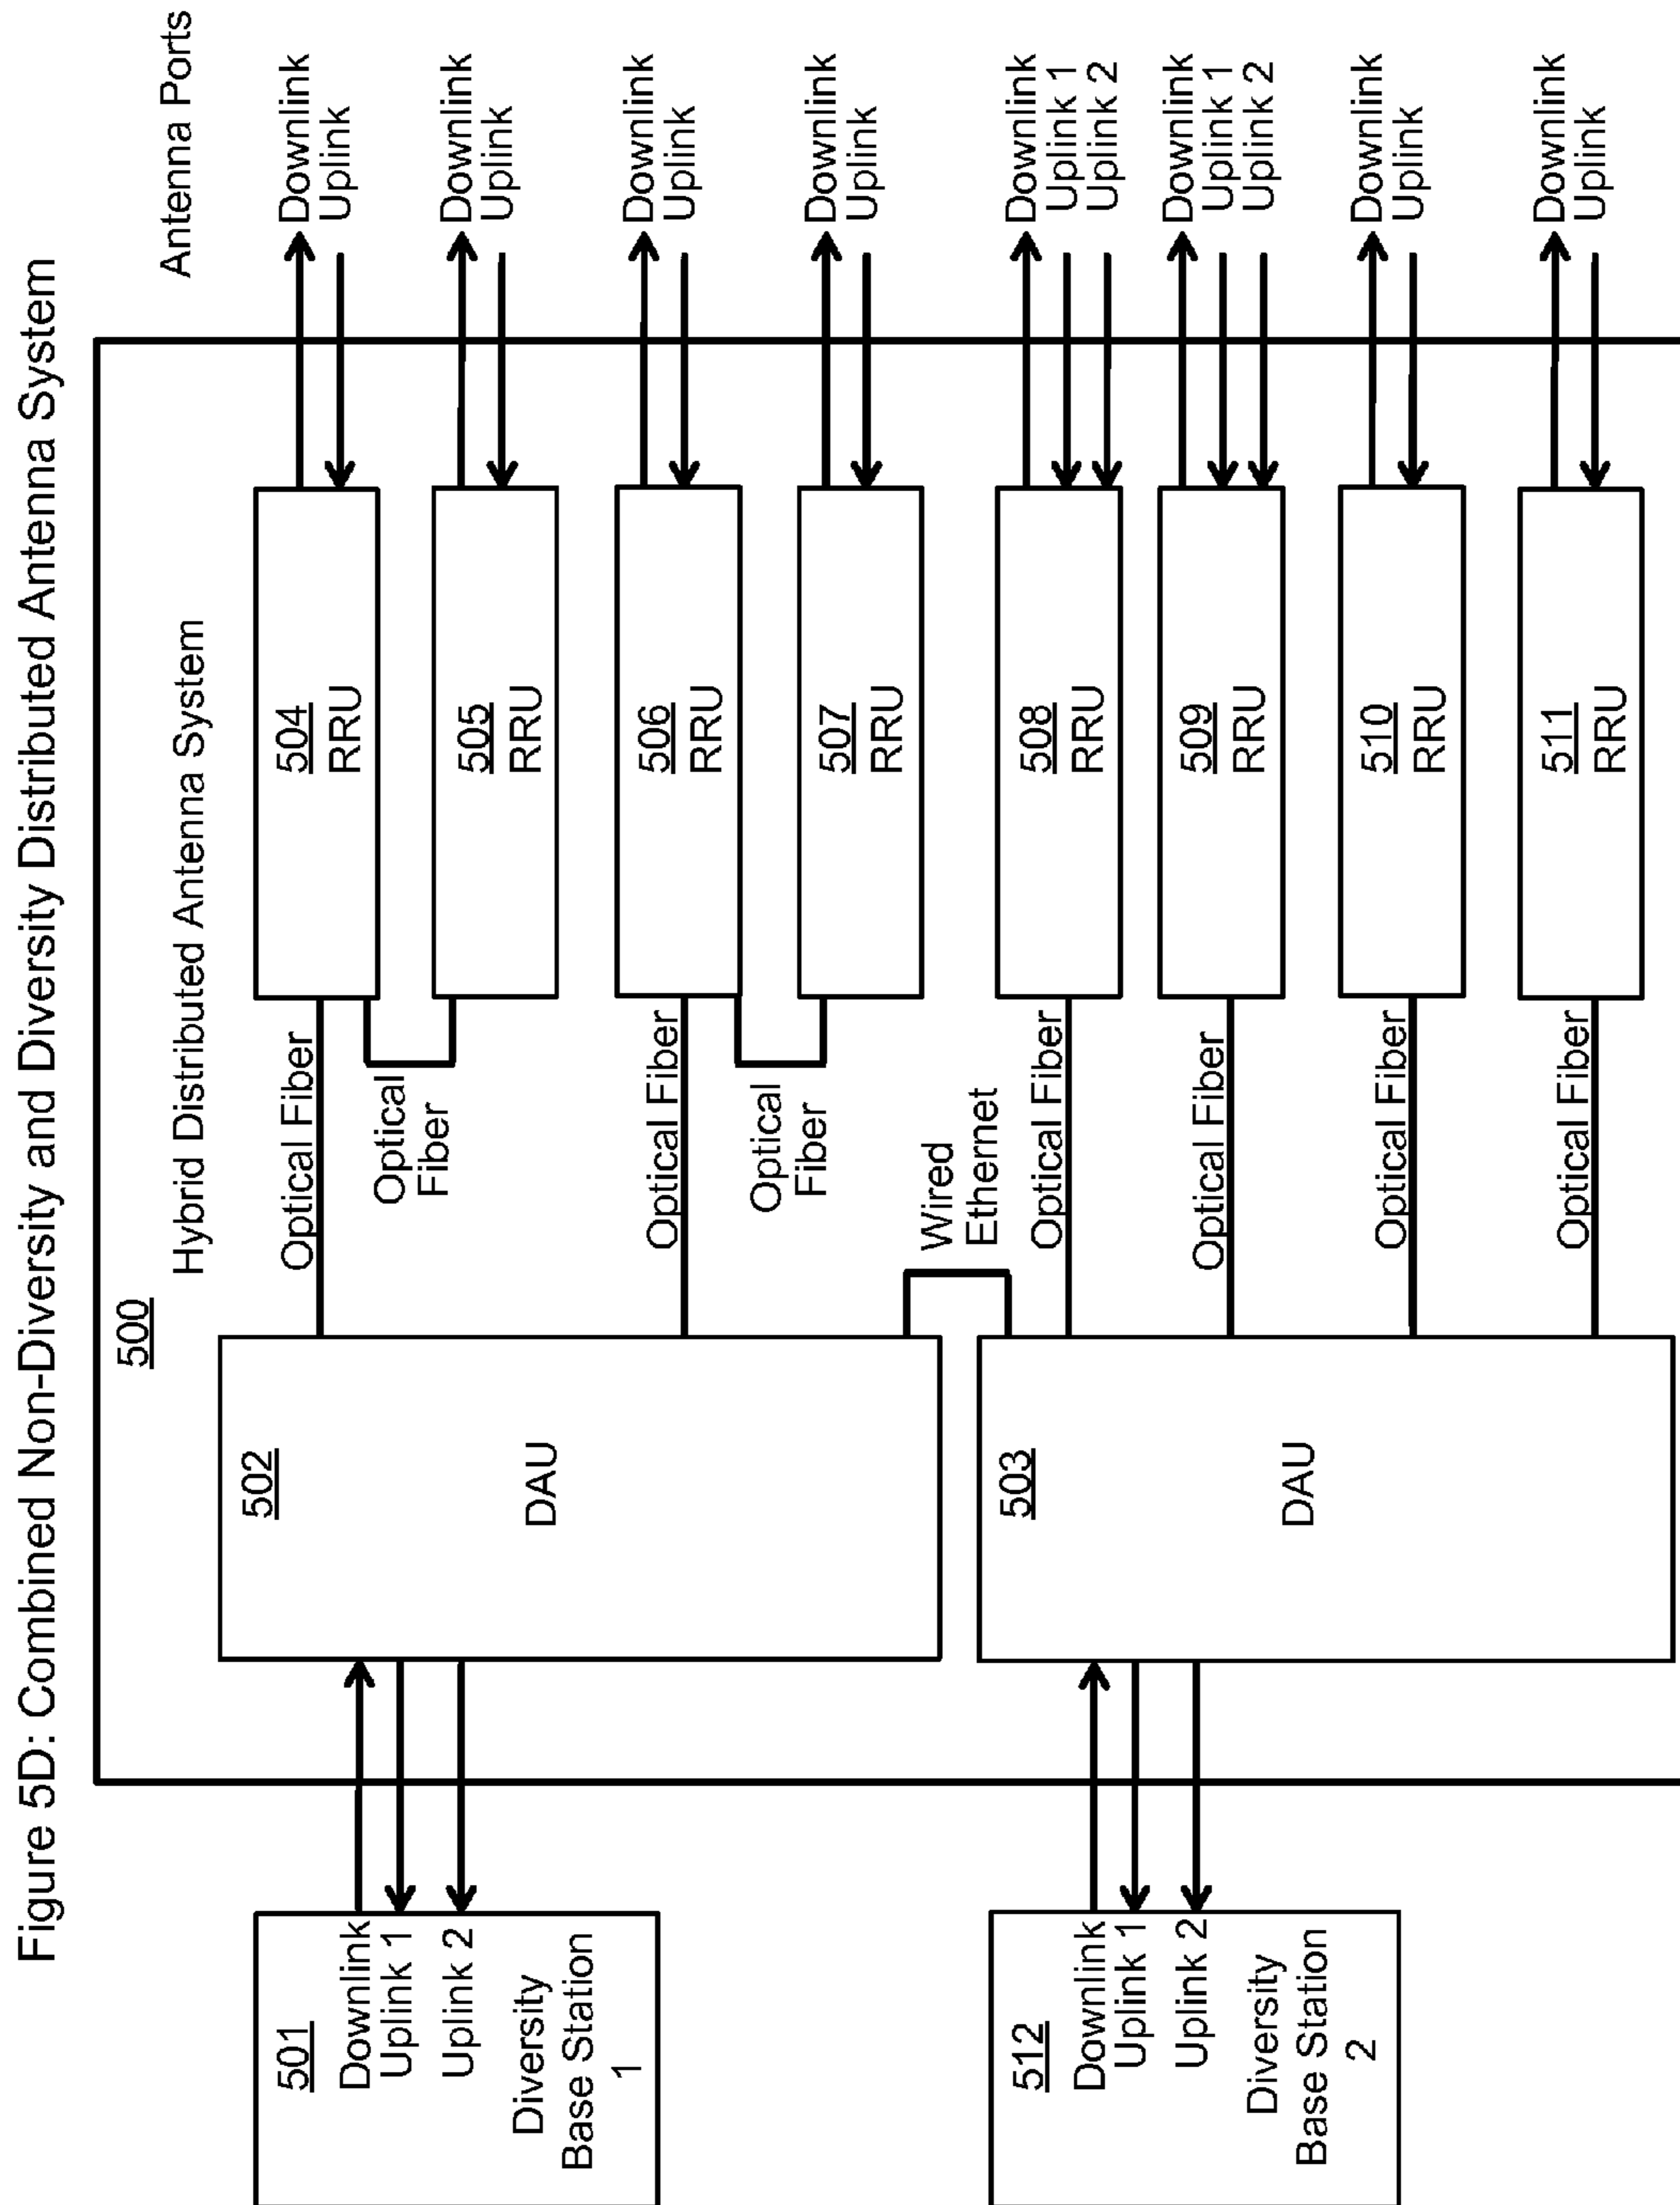 Figure 5D: Combined Non-Diversity and Diversity Distributed Antenna System
Antenna Ports
500
Hybrid Distributed Antenna System
501
Downlink
Uplink 1
Uplink 2
Diversity
Base Station
1
502
DAU
Optical Fiber
504
RRU
Downlink
Uplink
Optical
Fiber
505
RRU
Downlink
Uplink
Optical Fiber
506
RRU
Downlink
Uplink
Optical
Fiber
507
RRU
Downlink
Uplink
Wired
Ethernet
512
Downlink
Uplink 1
Uplink 2
Diversity
Base Station
2
503
DAU
Optical Fiber
508
RRU
Downlink
Uplink 1
Uplink 2
Optical Fiber
509
RRU
Downlink
Uplink 1
Uplink 2
Optical Fiber
510
RRU
Downlink
Uplink
Optical Fiber
511
RRU
Downlink
Uplink